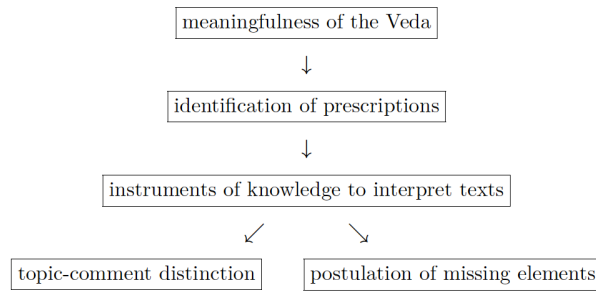 meaningfulness of the Veda
↓
identification of prescriptions
↓
instruments of knowledge to interpret texts
↙ ↘
topic-comment distinction postulation of missing elements